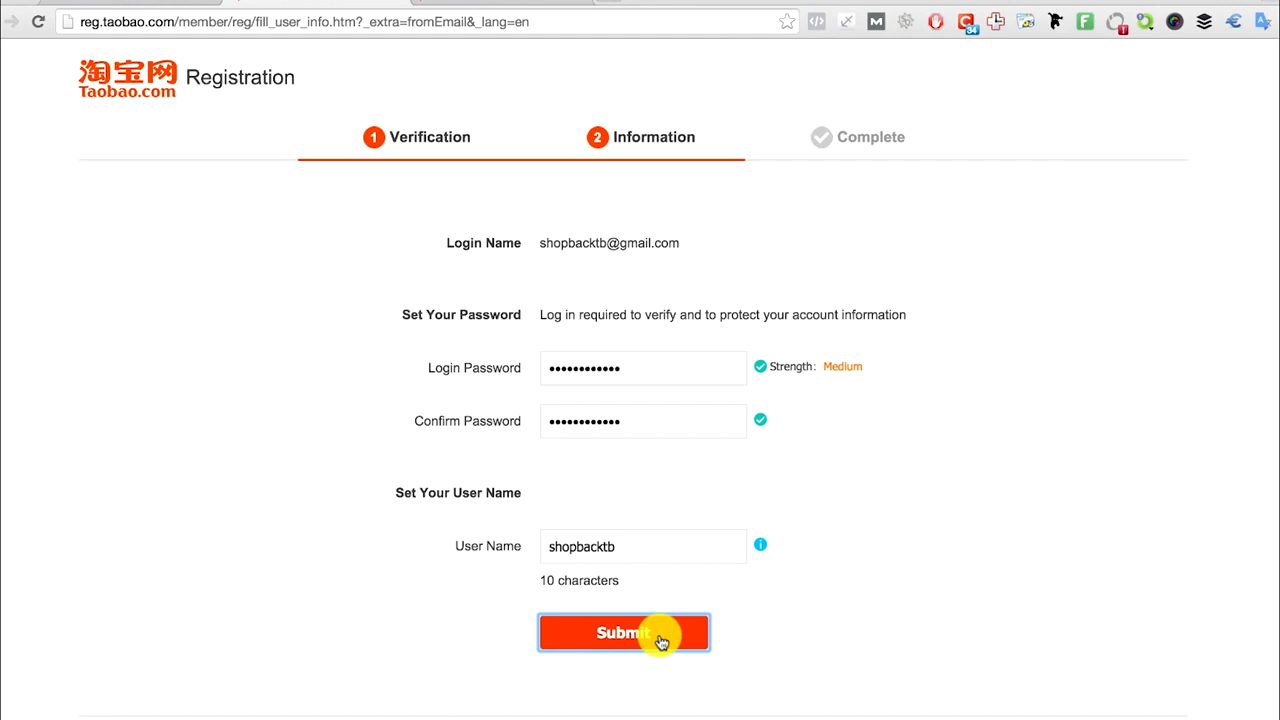 reg.taobao.com/member/reg/fill_user_info.htm?_extra=fromEmail&_lang=en
34
淘宝网
Taobao.com
Registration
1 Verification
2 Information
Complete
Login Name shopbacktb@gmail.com
Set Your Password Log in required to verify and to protect your account information
Login Password •••••••••••• Strength: Medium
Confirm Password ••••••••••••
Set Your User Name
User Name shopbacktb
10 characters
Submit